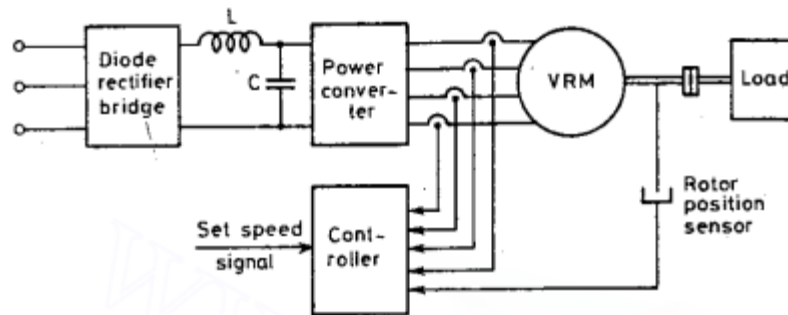 L
Diode
rectifier
bridge
C
Power
conver-
ter
VRM
Load
Rotor
position
sensor
Set speed
signal
Cont-
roller